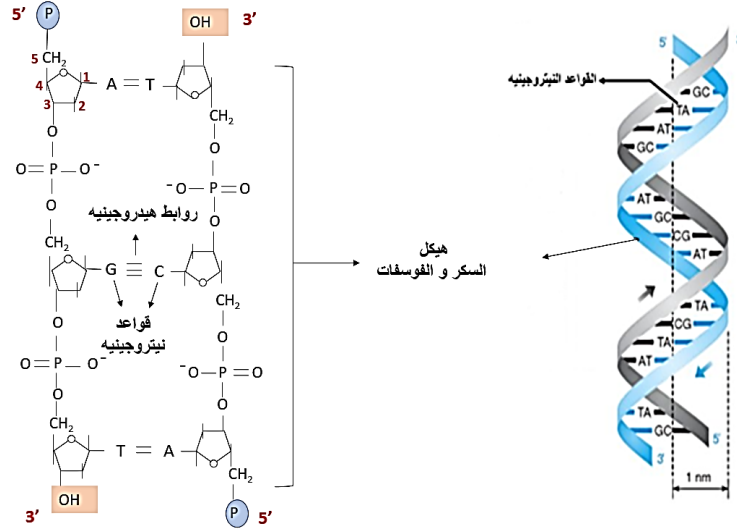 5’ P OH 3’
CH2
5
4 1
3 2
A = T
CH2
O O
O = P – O⁻ ⁻O – P = O
O O
CH2
روابط هيدروجينيه
G ≡ C
قواعد
نيتروجينيه
CH2
O O
O = P – O⁻ ⁻O – P = O
O O
CH2
T = A
CH2
OH P
3’ 5’
هيكل
السكر و الفوسفات
القواعد النيتروجينيه
5'
GC
TA
AT
GC
AT
GC
CG
AT
TA
CG
TA
AT
TA
GC
5'
3'
1 nm